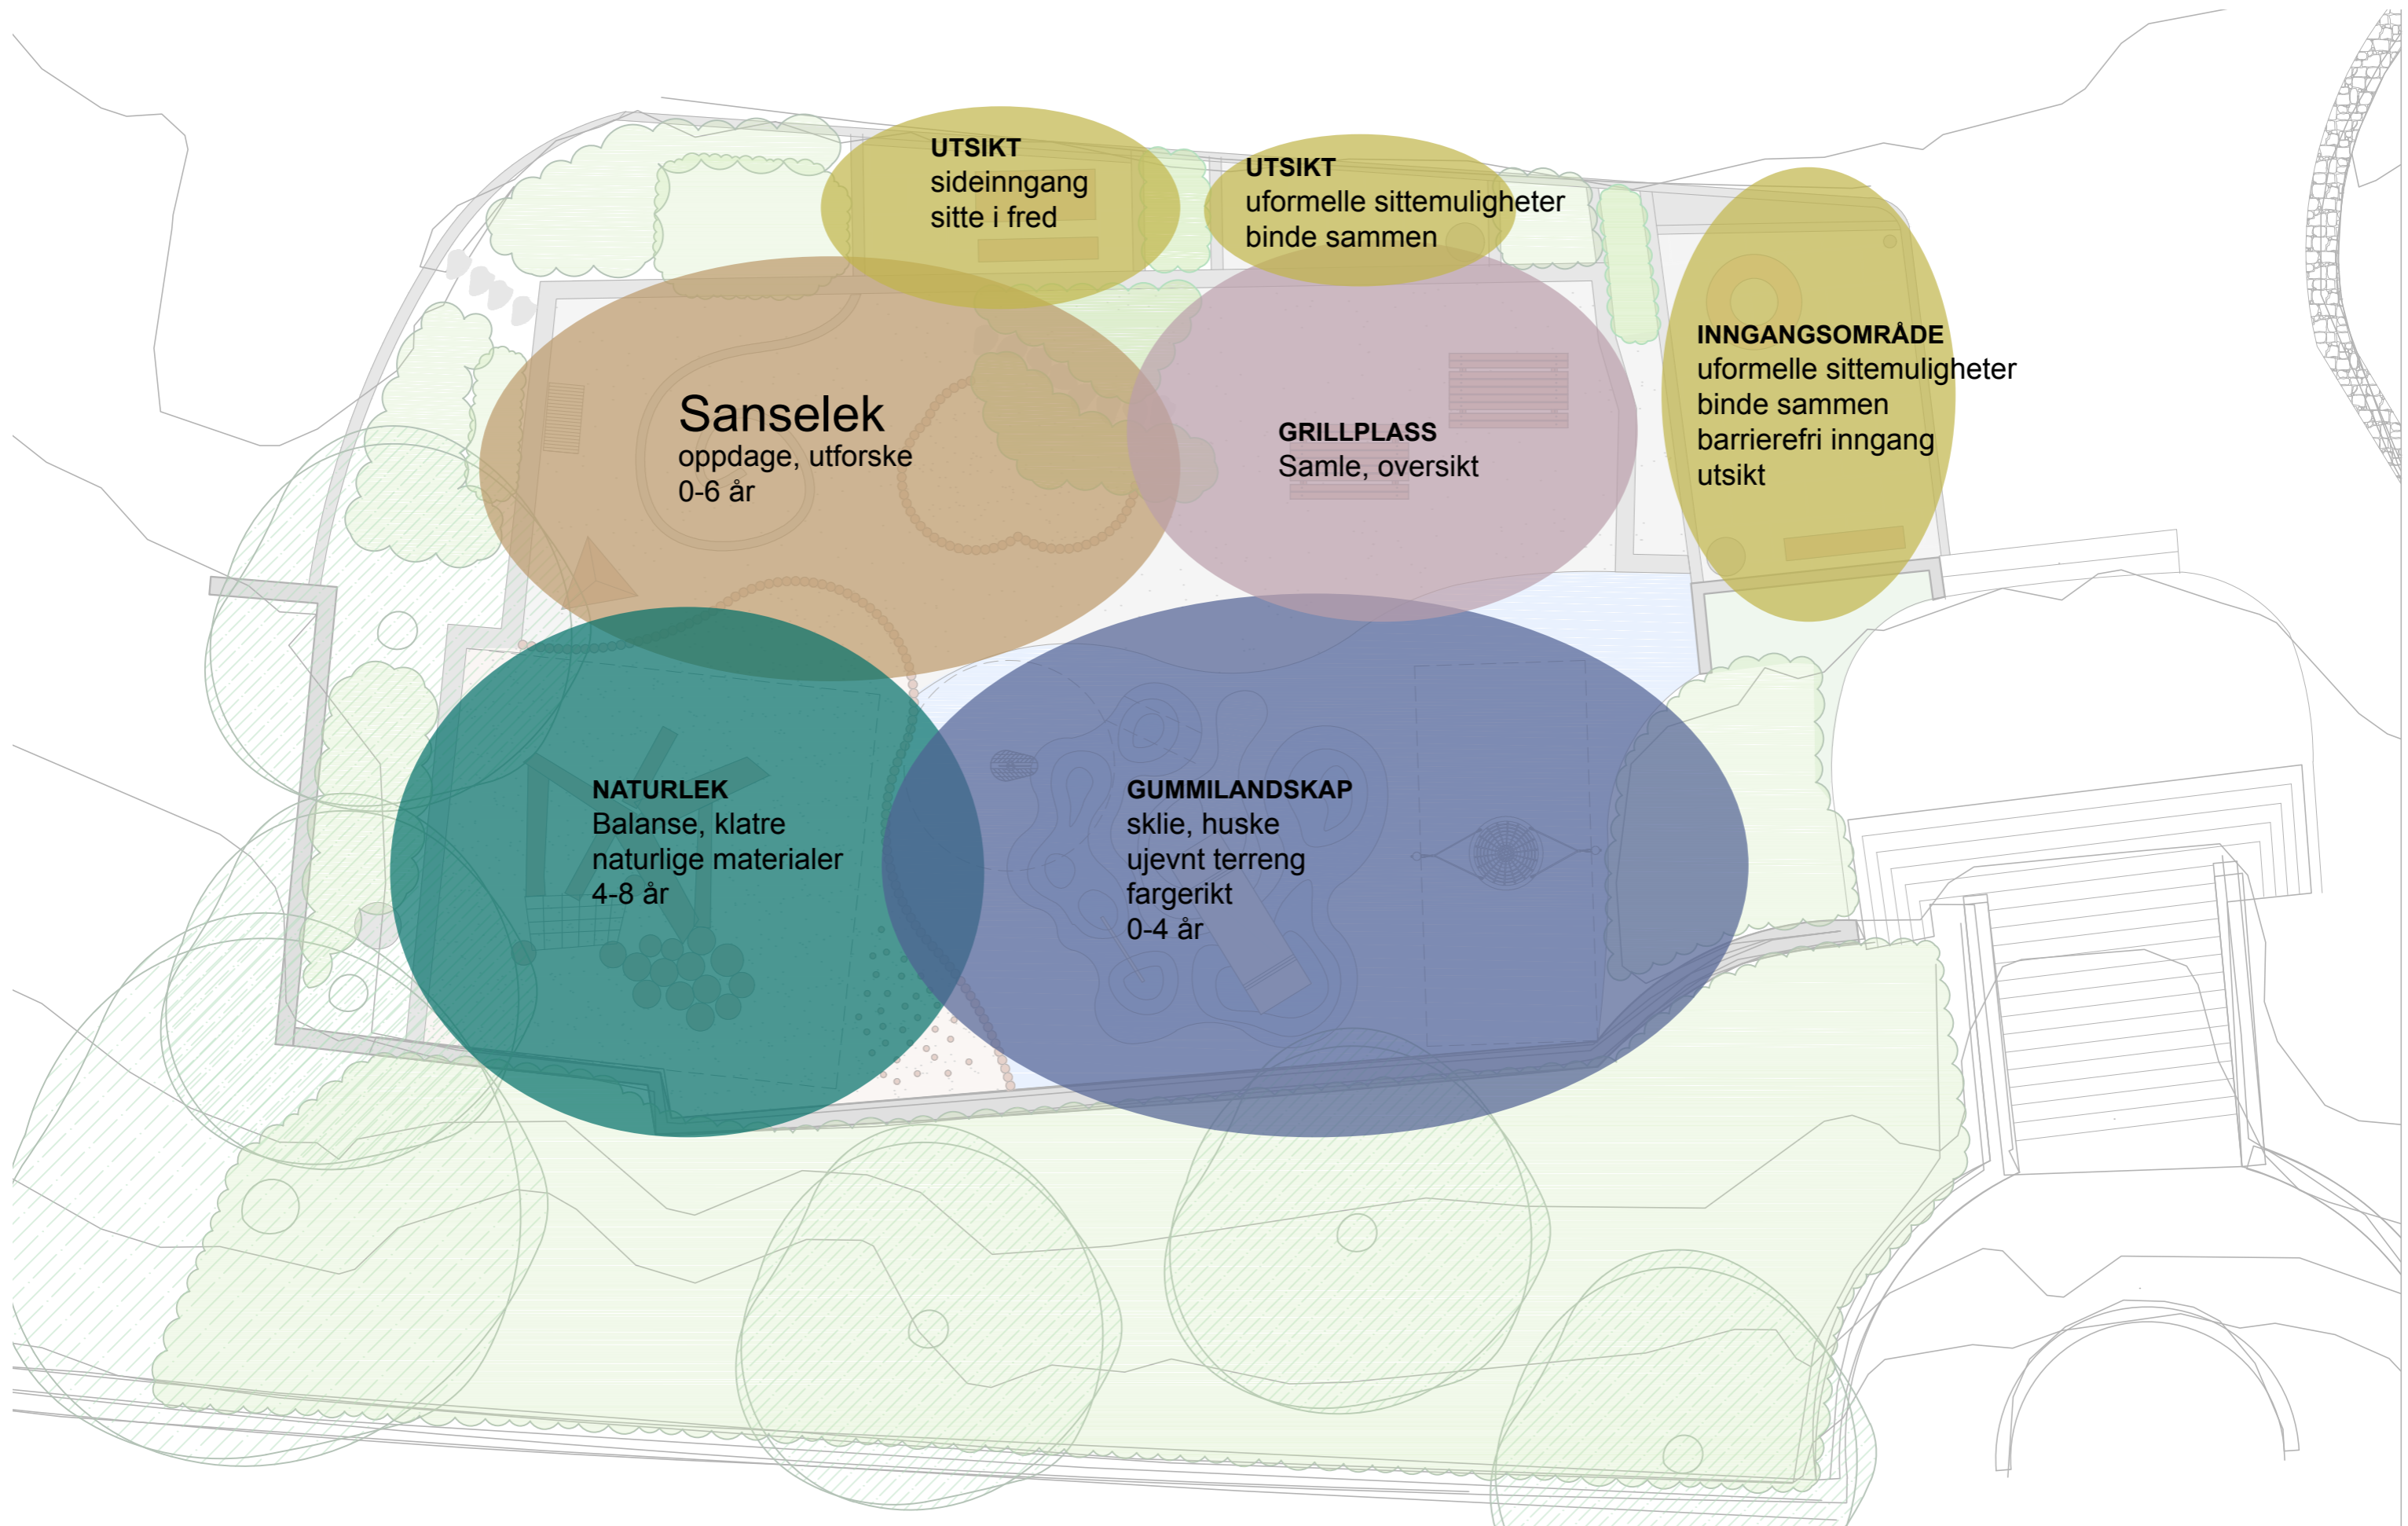 UTSIKT
sideinngang
sitte i fred
UTSIKT
uformelle sittemuligheter
binde sammen
INNGANGSOMRÅDE
uformelle sittemuligheter
binde sammen
barrierefri inngang
utsikt
Sanselek
oppdage, utforske
0-6 år
GRILLPLASS
Samle, oversikt
NATURLEK
Balanse, klatre
naturlige materialer
4-8 år
GUMMILANDSKAP
sklie, huske
ujevnt terreng
fargerikt
0-4 år